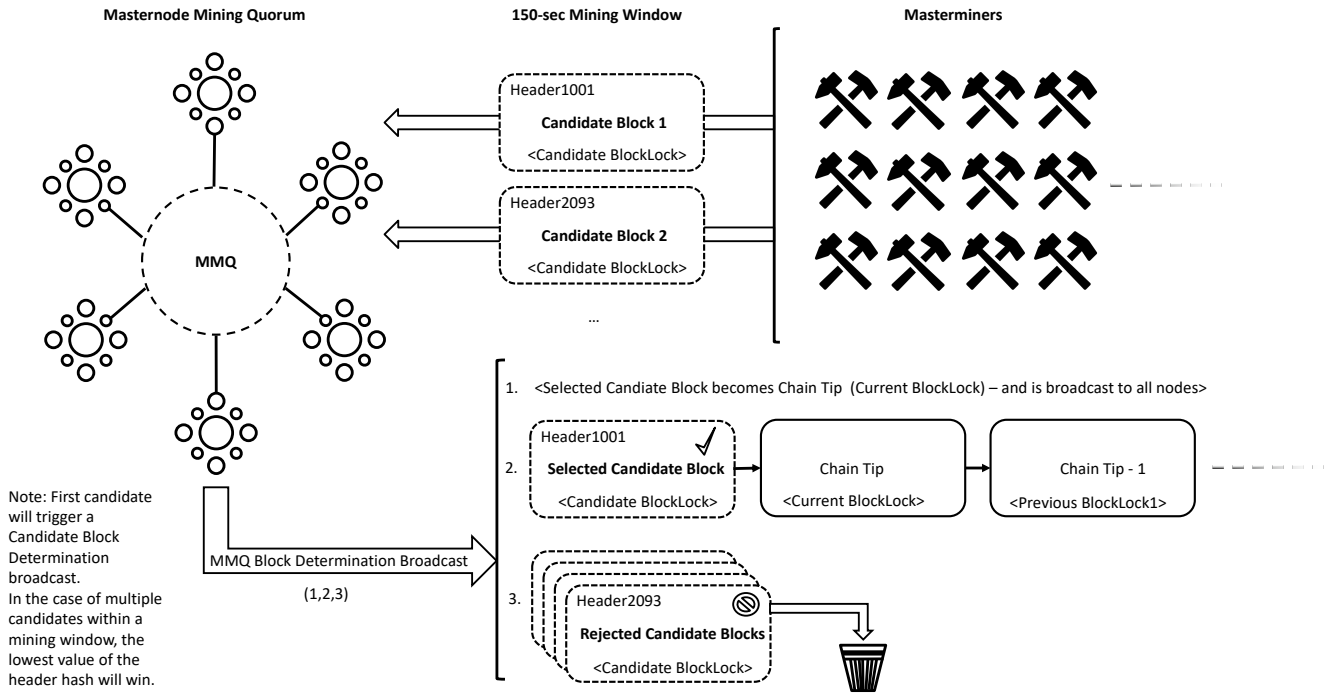 Masternode Mining Quorum
150-sec Mining Window
Masterminers
Header1001
Candidate Block 1
<Candidate BlockLock>
Header2093
Candidate Block 2
<Candidate BlockLock>
...
MMQ
Note: First candidate
will trigger a
Candidate Block
Determination
broadcast.
In the case of multiple
candidates within a
mining window, the
lowest value of the
header hash will win.
MMQ Block Determination Broadcast
(1,2,3)
1. <Selected Candiate Block becomes Chain Tip (Current BlockLock) – and is broadcast to all nodes>
2.
Header1001
Selected Candidate Block
<Candidate BlockLock>
Chain Tip
<Current BlockLock>
Chain Tip - 1
<Previous BlockLock1>
3.
Header2093
Rejected Candidate Blocks
<Candidate BlockLock>